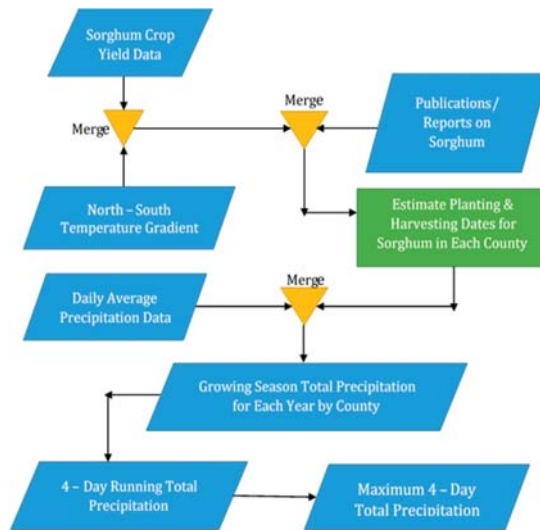 Sorghum Crop
Yield Data
Merge
Merge
Publications/
Reports on
Sorghum
North – South
Temperature Gradient
Estimate Planting &
Harvesting Dates for
Sorghum in Each County
Daily Average
Precipitation Data
Merge
Growing Season Total Precipitation
for Each Year by County
4 – Day Running Total
Precipitation
Maximum 4 – Day
Total Precipitation